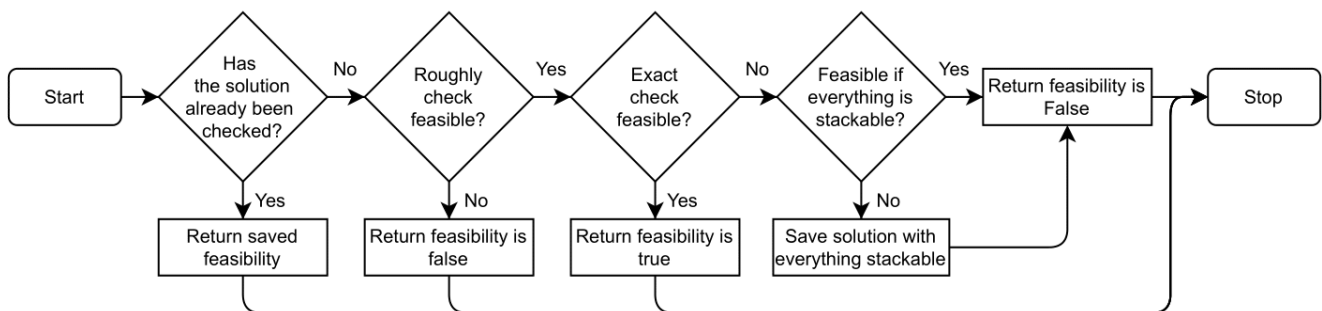 Start
Has
the solution
already been
checked?
No
Roughly
check
feasible?
Yes
Exact
check
feasible?
No
Feasible if
everything is
stackable?
Yes
Return feasibility is
False
Stop
Yes
No
Yes
No
Return saved
feasibility
Return feasibility is
false
Return feasibility is
true
Save solution with
everything stackable